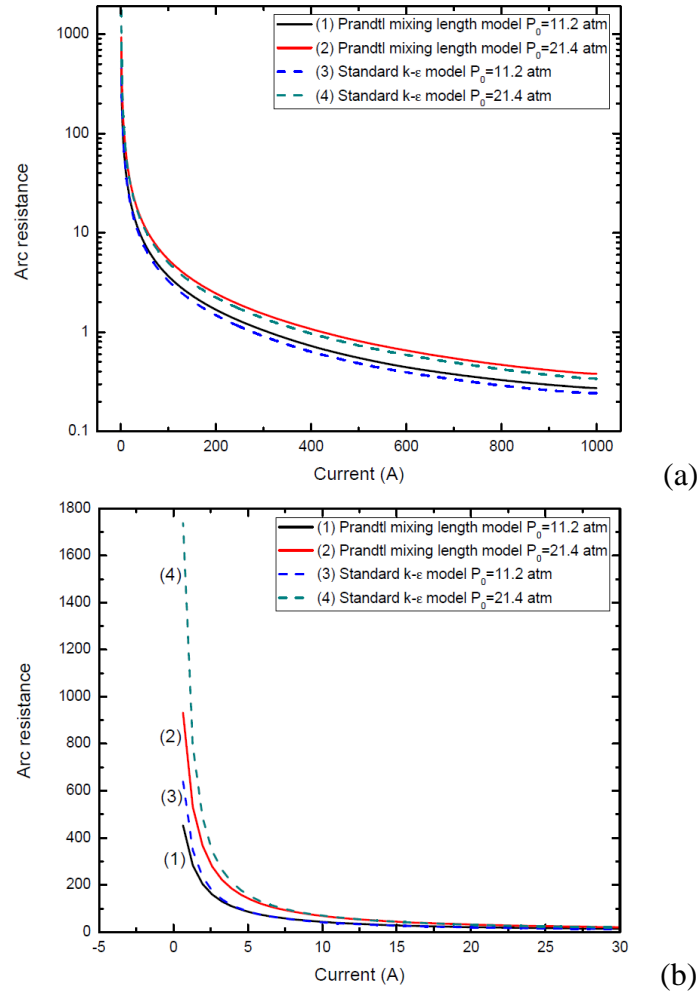 1000
100
10
1
0.1
Arc resistance
(1) Prandtl mixing length model P₀=11.2 atm
(2) Prandtl mixing length model P₀=21.4 atm
(3) Standard k-ε model P₀=11.2 atm
(4) Standard k-ε model P₀=21.4 atm
0 200 400 600 800 1000
Current (A)
(a)
1800
1600
1400
1200
1000
800
600
400
200
0
Arc resistance
(1) Prandtl mixing length model P₀=11.2 atm
(2) Prandtl mixing length model P₀=21.4 atm
(3) Standard k-ε model P₀=11.2 atm
(4) Standard k-ε model P₀=21.4 atm
(4)
(2)
(3)
(1)
-5 0 5 10 15 20 25 30
Current (A)
(b)